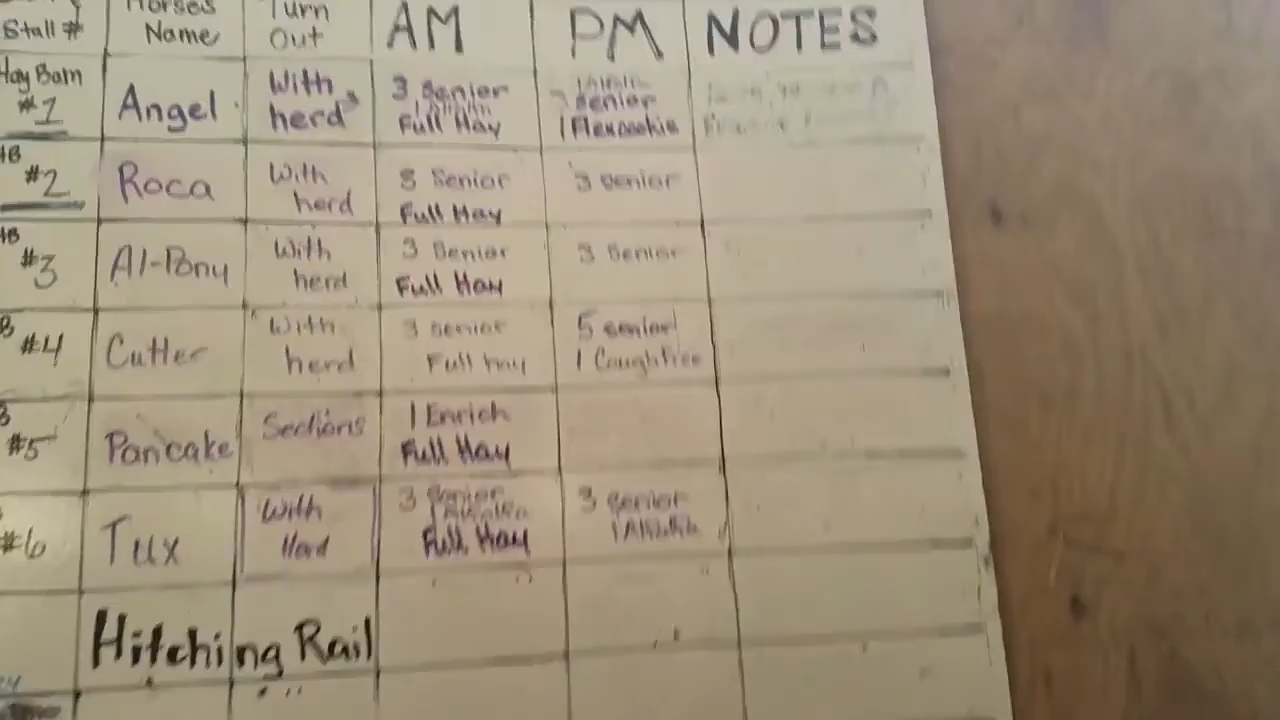 Stall #
Horses
Name
Turn
Out
AM
PM
NOTES
Hay Barn
#1
Angel
With
herd
3 Senior
Full Hay
Senior
1 Flexcookie
HB
#2
Roca
With
herd
3 Senior
Full Hay
3 senior
HB
#3
Al-Pony
With
herd
3 Senior
Full Hay
3 Senior
#4
Cutter
With
herd
3 senior
Full hay
5 senior
1 Coughfree
#5
Pancake
Sections
1 Enrich
Full Hay
#6
Tux
With
Herd
3 Senior
Full Hay
3 senior
1 Alfalfa
Hitching Rail